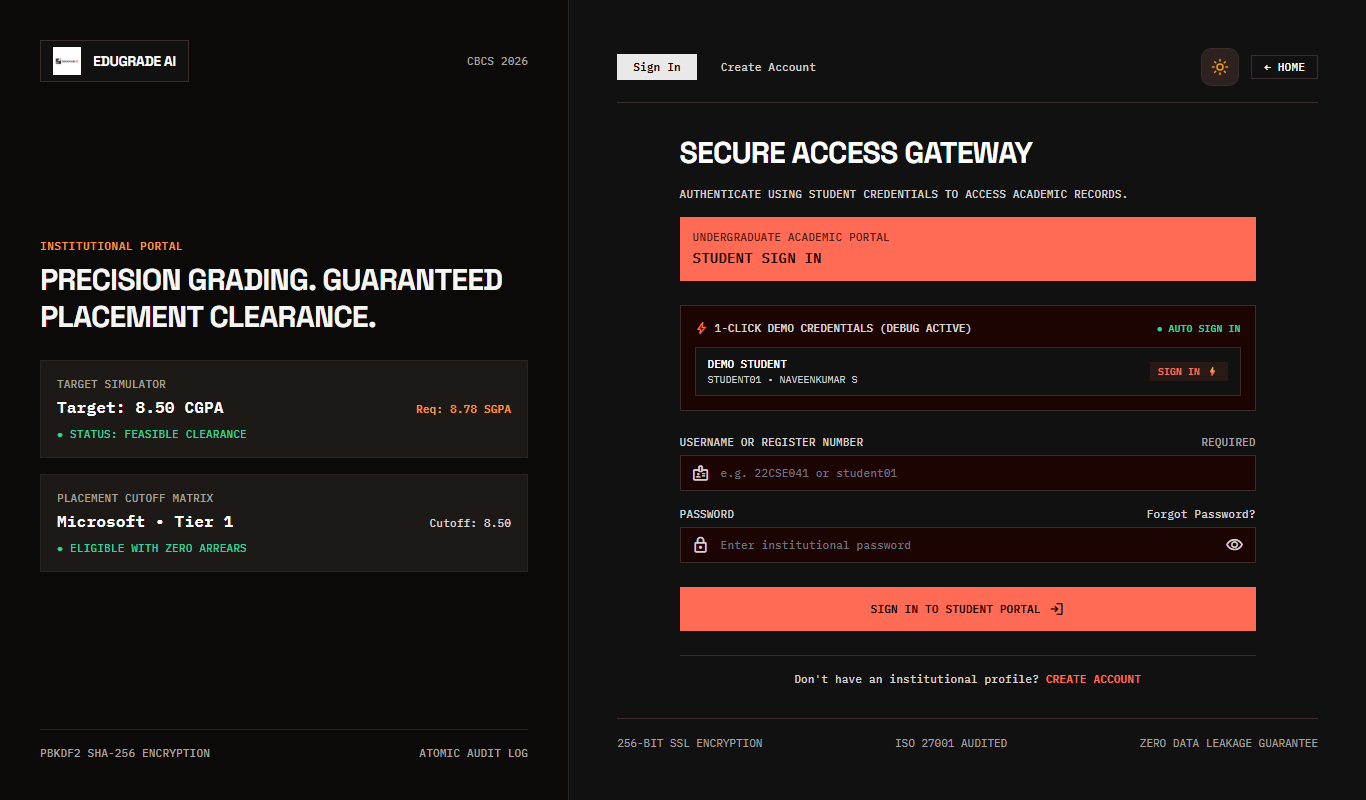 EDUGRADE AI
CBCS 2026
INSTITUTIONAL PORTAL
PRECISION GRADING. GUARANTEED
PLACEMENT CLEARANCE.
TARGET SIMULATOR
Target: 8.50 CGPA
Req: 8.78 SGPA
● STATUS: FEASIBLE CLEARANCE
PLACEMENT CUTOFF MATRIX
Microsoft • Tier 1
Cutoff: 8.50
● ELIGIBLE WITH ZERO ARREARS
PBKDF2 SHA-256 ENCRYPTION
ATOMIC AUDIT LOG
Sign In
Create Account
← HOME
SECURE ACCESS GATEWAY
AUTHENTICATE USING STUDENT CREDENTIALS TO ACCESS ACADEMIC RECORDS.
UNDERGRADUATE ACADEMIC PORTAL
STUDENT SIGN IN
1-CLICK DEMO CREDENTIALS (DEBUG ACTIVE)
● AUTO SIGN IN
DEMO STUDENT
STUDENT01 • NAVEENKUMAR S
SIGN IN
USERNAME OR REGISTER NUMBER
REQUIRED
e.g. 22CSE041 or student01
PASSWORD
Forgot Password?
Enter institutional password
SIGN IN TO STUDENT PORTAL
Don't have an institutional profile? CREATE ACCOUNT
256-BIT SSL ENCRYPTION
ISO 27001 AUDITED
ZERO DATA LEAKAGE GUARANTEE